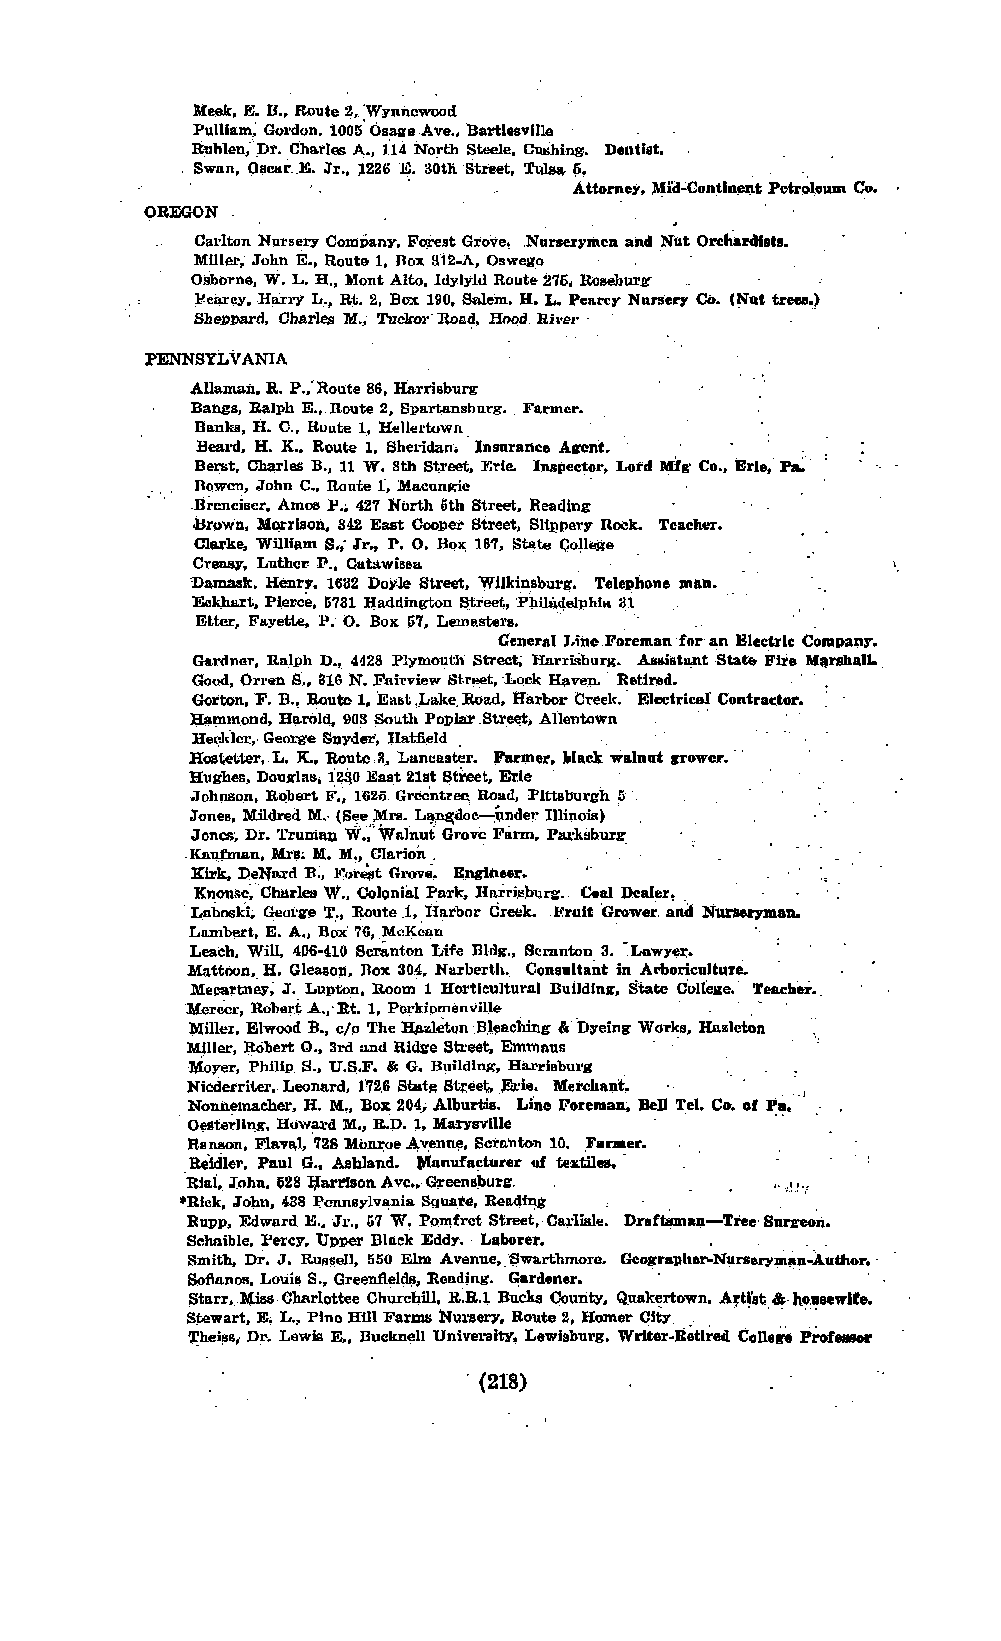 Meek, E. B., Route 2, Wynnewood
Pulliam, Gordon, 1005 Osage Ave., Bartlesville
Ruhlen, Dr. Charles A., 114 North Steele, Cushing. Dentist.
Swan, Oscar E. Jr., 1226 E. 30th Street, Tulsa 5.
Attorney, Mid-Continent Petroleum Co.
OREGON
Carlton Nursery Company, Forest Grove. Nurserymen and Nut Orchardists.
Miller, John E., Route 1, Box 312-A, Oswego
Osborne, W. L. H., Mont Alto, Idylyld Route 275, Roseburg
Pearcy, Harry L., Rt. 2, Box 190, Salem. H. L. Pearcy Nursery Co. (Nut trees.)
Sheppard, Charles M., Tucker Road, Hood River
PENNSYLVANIA
Allaman, R. P., Route 86, Harrisburg
Bangs, Ralph E., Route 2, Spartansburg. Farmer.
Banks, H. C., Route 1, Hellertown
Beard, H. K., Route 1, Sheridan. Insurance Agent.
Berst, Charles B., 11 W. 8th Street, Erie. Inspector, Lord Mfg Co., Erie, Pa.
Bowen, John C., Route 1, Macungie
Breneiser, Amos P., 427 North 5th Street, Reading
Brown, Morrison, 342 East Cooper Street, Slippery Rock. Teacher.
Clarke, William S., Jr., P. O. Box 167, State College
Creasy, Luther P., Catawissa
Damask, Henry, 1632 Doyle Street, Wilkinsburg. Telephone man.
Eckhart, Pierce, 5731 Haddington Street, Philadelphia 31
Etter, Fayette, P. O. Box 57, Lemasters.
General Line Foreman for an Electric Company.
Gardner, Ralph D., 4428 Plymouth Street, Harrisburg. Assistant State Fire Marshall.
Good, Orren S., 316 N. Fairview Street, Lock Haven. Retired.
Gorton, F. B., Route 1, East Lake Road, Harbor Creek. Electrical Contractor.
Hammond, Harold, 903 South Poplar Street, Allentown
Heckler, George Snyder, Hatfield
Hostetter, L. K., Route 3, Lancaster. Farmer, black walnut grower.
Hughes, Douglas, 1230 East 21st Street, Erie
Johnson, Robert F., 1625 Greentree Road, Pittsburgh 5
Jones, Mildred M. (See Mrs. Langdoc—under Illinois)
Jones, Dr. Truman W., Walnut Grove Farm, Parksburg
Kaufman, Mrs. M. M., Clarion
Kirk, DeNard B., Forest Grove. Engineer.
Knouse, Charles W., Colonial Park, Harrisburg. Coal Dealer.
Laboski, George T., Route 1, Harbor Creek. Fruit Grower and Nurseryman.
Lambert, E. A., Box 76, McKean
Leach, Will, 406-410 Scranton Life Bldg., Scranton 3. Lawyer.
Mattoon, H. Gleason, Box 304, Narberth. Consultant in Arboriculture.
Mecartney, J. Lupton, Room 1 Horticultural Building, State College. Teacher.
Mercer, Robert A., Rt. 1, Perkiomenville
Miller, Elwood B., c/o The Hazleton Bleaching & Dyeing Works, Hazleton
Miller, Robert O., 3rd and Ridge Street, Emmaus
Moyer, Philip S., U.S.F. & G. Building, Harrisburg
Niederriter, Leonard, 1726 State Street, Erie. Merchant.
Nonnemacher, H. M., Box 204, Alburtis. Line Foreman, Bell Tel. Co. of Pa.
Oesterling, Howard M., R.D. 1, Marysville
Ranson, Flaval, 728 Monroe Avenue, Scranton 10. Farmer.
Reidler, Paul G., Ashland. Manufacturer of textiles.
Rial, John, 528 Harrison Ave., Greensburg.
*Rick, John, 438 Pennsylvania Square, Reading
Rupp, Edward E., Jr., 57 W. Pomfret Street, Carlisle. Draftsman—Tree Surgeon.
Schaible, Percy, Upper Black Eddy. Laborer.
Smith, Dr. J. Russell, 550 Elm Avenue, Swarthmore. Geographer-Nurseryman-Author.
Sofianos, Louis S., Greenfields, Reading. Gardener.
Starr, Miss Charlottee Churchill, R.R.1 Bucks County, Quakertown. Artist & housewife.
Stewart, E. L., Pine Hill Farms Nursery, Route 2, Homer City
Theiss, Dr. Lewis E., Bucknell University, Lewisburg. Writer-Retired College Professor
(218)